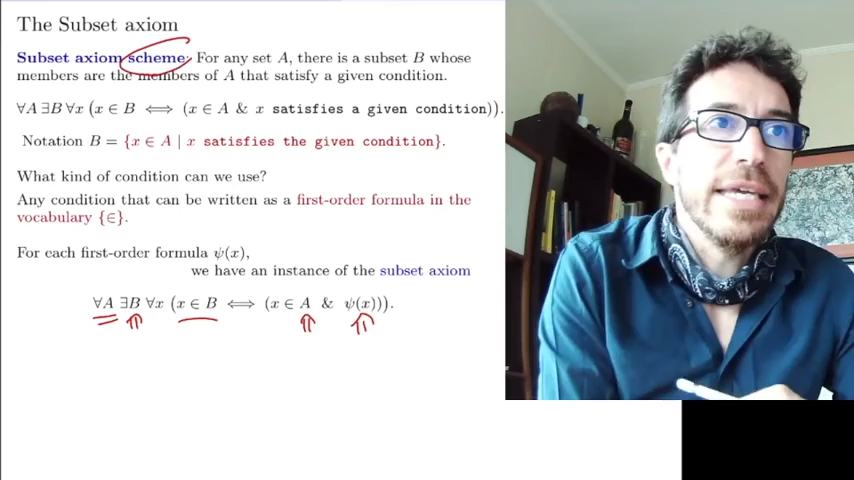 The Subset axiom
Subset axiom scheme: For any set A, there is a subset B whose
members are the members of A that satisfy a given condition.
∀A ∃B ∀x (x ∈ B ⟺ (x ∈ A & x satisfies a given condition)).
Notation B = {x ∈ A | x satisfies the given condition}.
What kind of condition can we use?
Any condition that can be written as a first-order formula in the
vocabulary {∈}.
For each first-order formula ψ(x),
we have an instance of the subset axiom
∀A ∃B ∀x (x ∈ B ⟺ (x ∈ A & ψ(x))).